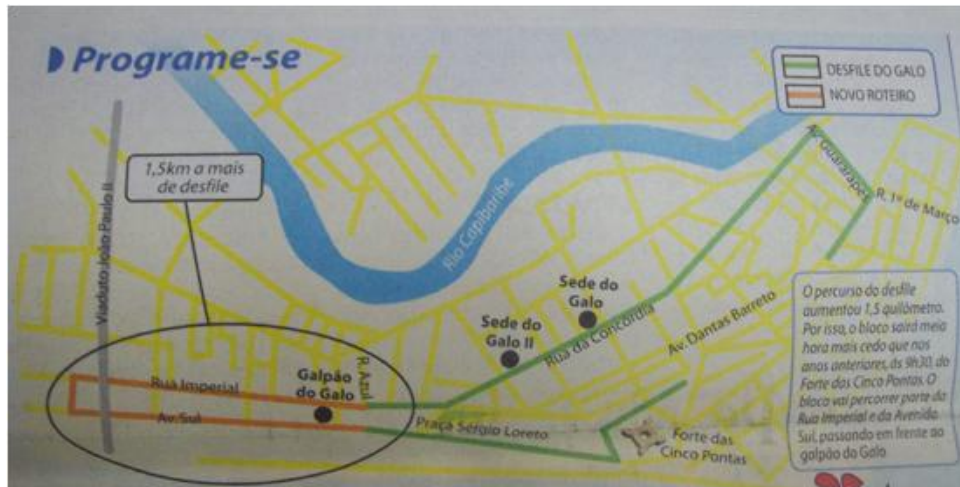 Programe-se
DESFILE DO GALO
NOVO ROTEIRO
1,5km a mais
de desfile
Viaduto João Paulo II
Rio Capibaribe
Av. Guararapes
R. 1º de Março
Sede do
Galo
Sede do
Galo II
Rua da Concórdia
Av. Dantas Barreto
R. Azul
Rua Imperial
Galpão
do Galo
Av. Sul
Praça Sérgio Loreto
Forte das
Cinco Pontas
O percurso do desfile
aumentou 1,5 quilômetro.
Por isso, o bloco sairá meia
hora mais cedo que nos
anos anteriores, às 9h30, do
Forte das Cinco Pontas. O
bloco vai percorrer parte da
Rua Imperial e da Avenida
Sul, passando em frente ao
galpão do Galo